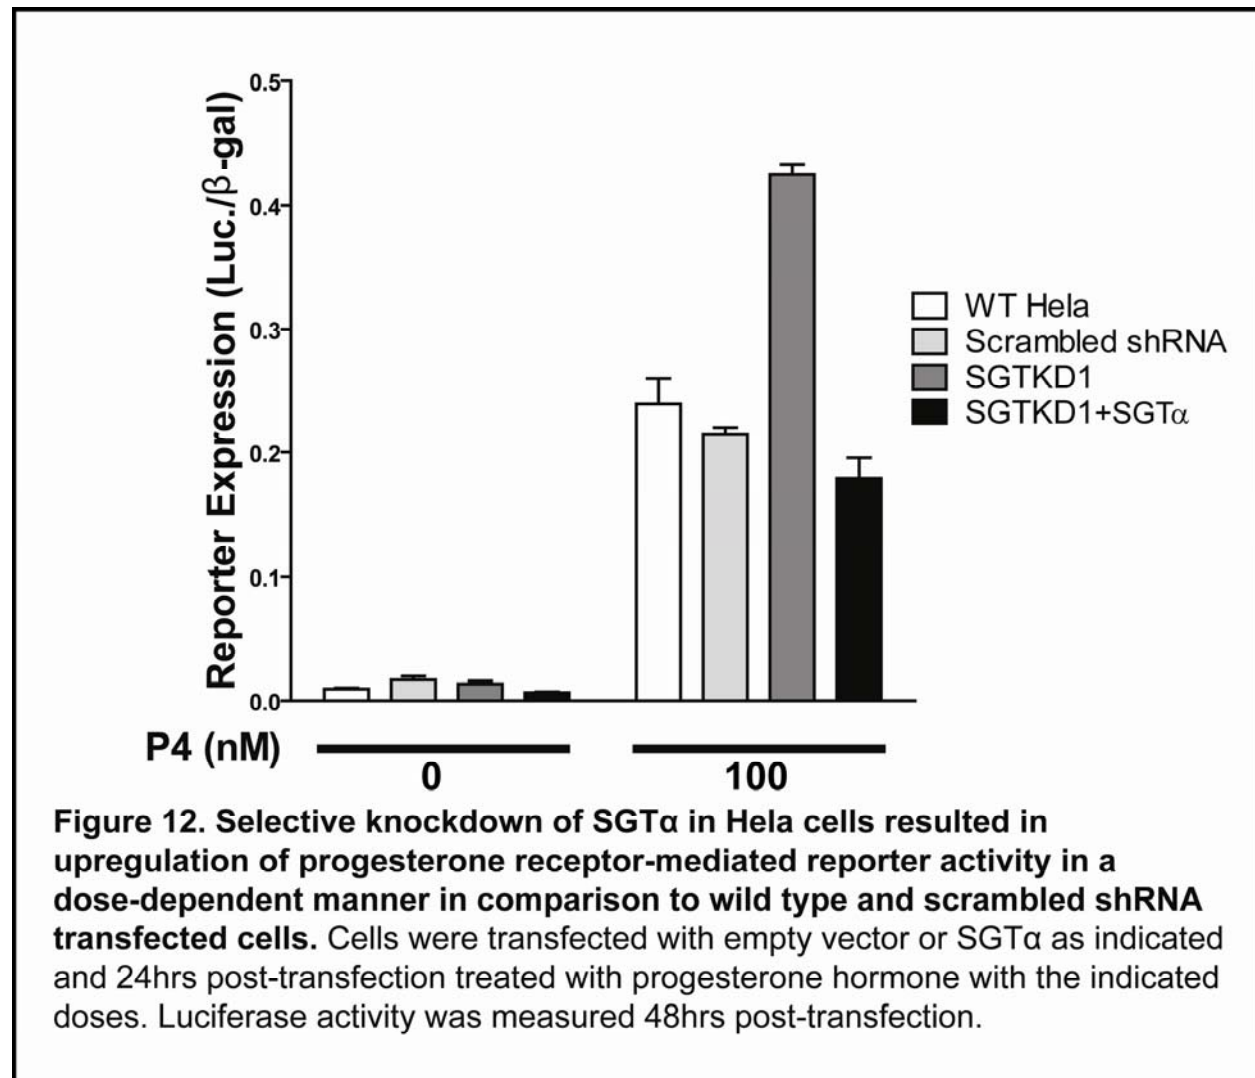 Reporter Expression (Luc./β-gal)
0.5
0.4
0.3
0.2
0.1
0.0
WT Hela
Scrambled shRNA
SGTKD1
SGTKD1+SGTα
P4 (nM)
0
100
Figure 12. Selective knockdown of SGTα in Hela cells resulted in
upregulation of progesterone receptor-mediated reporter activity in a
dose-dependent manner in comparison to wild type and scrambled shRNA
transfected cells. Cells were transfected with empty vector or SGTα as indicated
and 24hrs post-transfection treated with progesterone hormone with the indicated
doses. Luciferase activity was measured 48hrs post-transfection.